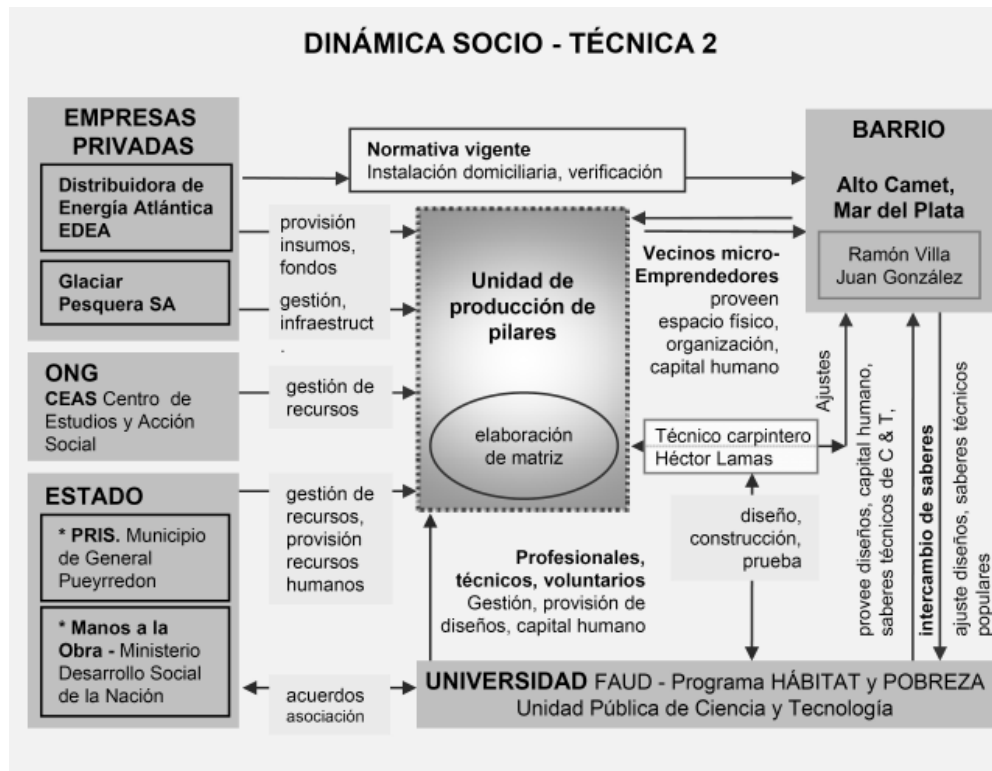 DINÁMICA SOCIO - TÉCNICA 2
EMPRESAS
PRIVADAS
Distribuidora de
Energía Atlántica
EDEA
Glaciar
Pesquera SA
ONG
CEAS Centro de
Estudios y Acción
Social
ESTADO
* PRIS. Municipio
de General
Pueyrredon
* Manos a la
Obra - Ministerio
Desarrollo Social
de la Nación
Normativa vigente
Instalación domiciliaria, verificación
provisión
insumos,
fondos
gestión,
infraestruct
.
gestión de
recursos
gestión de
recursos,
provisión
recursos
humanos
acuerdos
asociación
Unidad de
producción de
pilares
elaboración
de matriz
Profesionales,
técnicos, voluntarios
Gestión, provisión de
diseños, capital humano
Vecinos micro-
Emprendedores
proveen
espacio físico,
organización,
capital humano
Técnico carpintero
Héctor Lamas
diseño,
construcción,
prueba
BARRIO
Alto Camet,
Mar del Plata
Ramón Villa
Juan González
Ajustes
provee diseños, capital humano,
saberes técnicos de C & T,
intercambio de saberes
ajuste diseños, saberes técnicos
populares
UNIVERSIDAD FAUD - Programa HÁBITAT y POBREZA
Unidad Pública de Ciencia y Tecnología